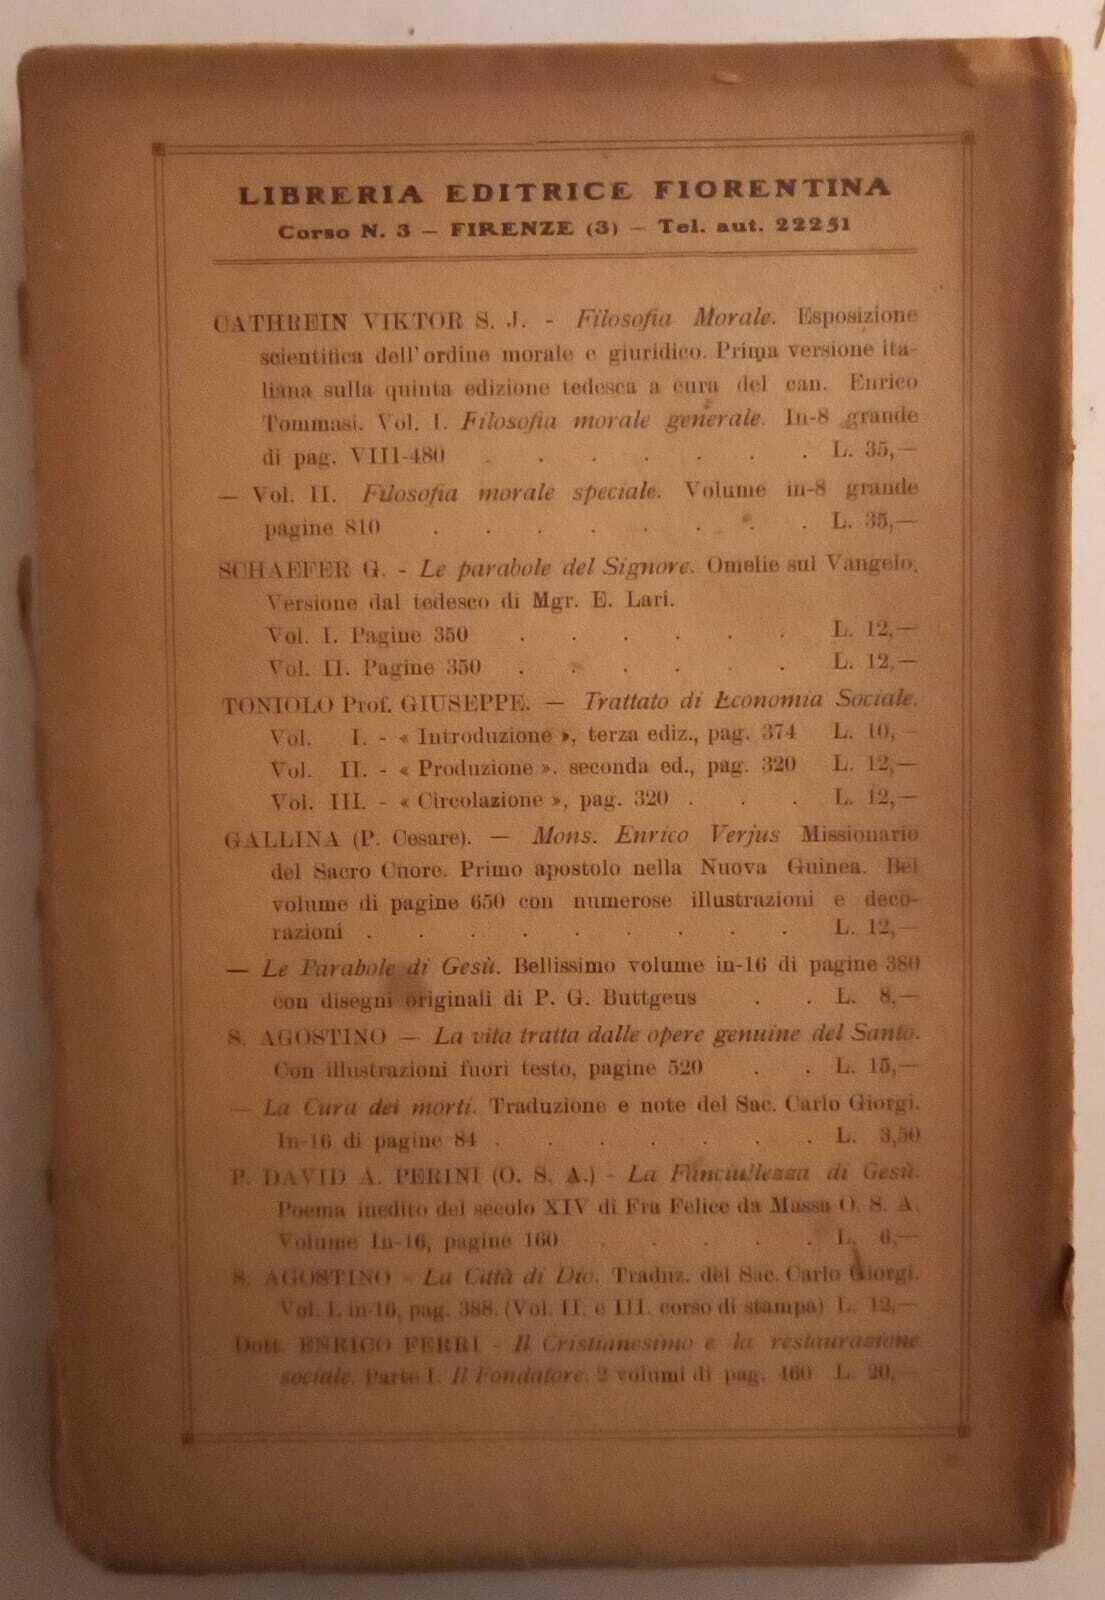 LIBRERIA EDITRICE FIORENTINA
Corso N. 3 — FIRENZE (3) — Tel. aut. 22251
CATHREIN VIKTOR S. J. - Filosofia Morale. Esposizione
scientifica dell'ordine morale e giuridico. Prima versione ita-
liana sulla quinta edizione tedesca a cura del can. Enrico
Tommasi. Vol. I. Filosofia morale generale. In-8 grande
di pag. VIII-480 . . . . . . . L. 35,—
— Vol. II. Filosofia morale speciale. Volume in-8 grande
pagine 810 . . . . . . . . L. 35,—
SCHAEFER G. - Le parabole del Signore. Omelie sul Vangelo.
Versione dal tedesco di Mgr. E. Lari.
Vol. I. Pagine 350 . . . . . . L. 12,—
Vol. II. Pagine 350 . . . . . . L. 12,—
TONIOLO Prof. GIUSEPPE. — Trattato di Economia Sociale.
Vol. I. - « Introduzione », terza ediz., pag. 374 L. 10,—
Vol. II. - « Produzione ». seconda ed., pag. 320 L. 12,—
Vol. III. - « Circolazione », pag. 320 . . . L. 12,—
GALLINA (P. Cesare). — Mons. Enrico Verjus Missionario
del Sacro Cuore. Primo apostolo nella Nuova Guinea. Bel
volume di pagine 650 con numerose illustrazioni e deco-
razioni . . . . . . . . . L. 12,—
— Le Parabole di Gesù. Bellissimo volume in-16 di pagine 380
con disegni originali di P. G. Buttgeus . . L. 8,—
S. AGOSTINO — La vita tratta dalle opere genuine del Santo.
Con illustrazioni fuori testo, pagine 520 . . L. 15,—
— La Cura dei morti. Traduzione e note del Sac. Carlo Giorgi.
In-16 di pagine 84 . . . . . . . L. 3,50
P. DAVID A. PERINI (O. S. A.) - La Fanciullezza di Gesù.
Poema inedito del secolo XIV di Fra Felice da Massa O. S. A.
Volume In-16, pagine 160 . . . . . L. 6,—
S. AGOSTINO - La Città di Dio. Traduz. del Sac. Carlo Giorgi.
Vol. I. in-16, pag. 388. (Vol. II. e III. corso di stampa) L. 12,—
Dott. ENRICO FERRI - Il Cristianesimo e la restaurazione
sociale. Parte I. Il Fondatore. 2 volumi di pag. 460 L. 20,—